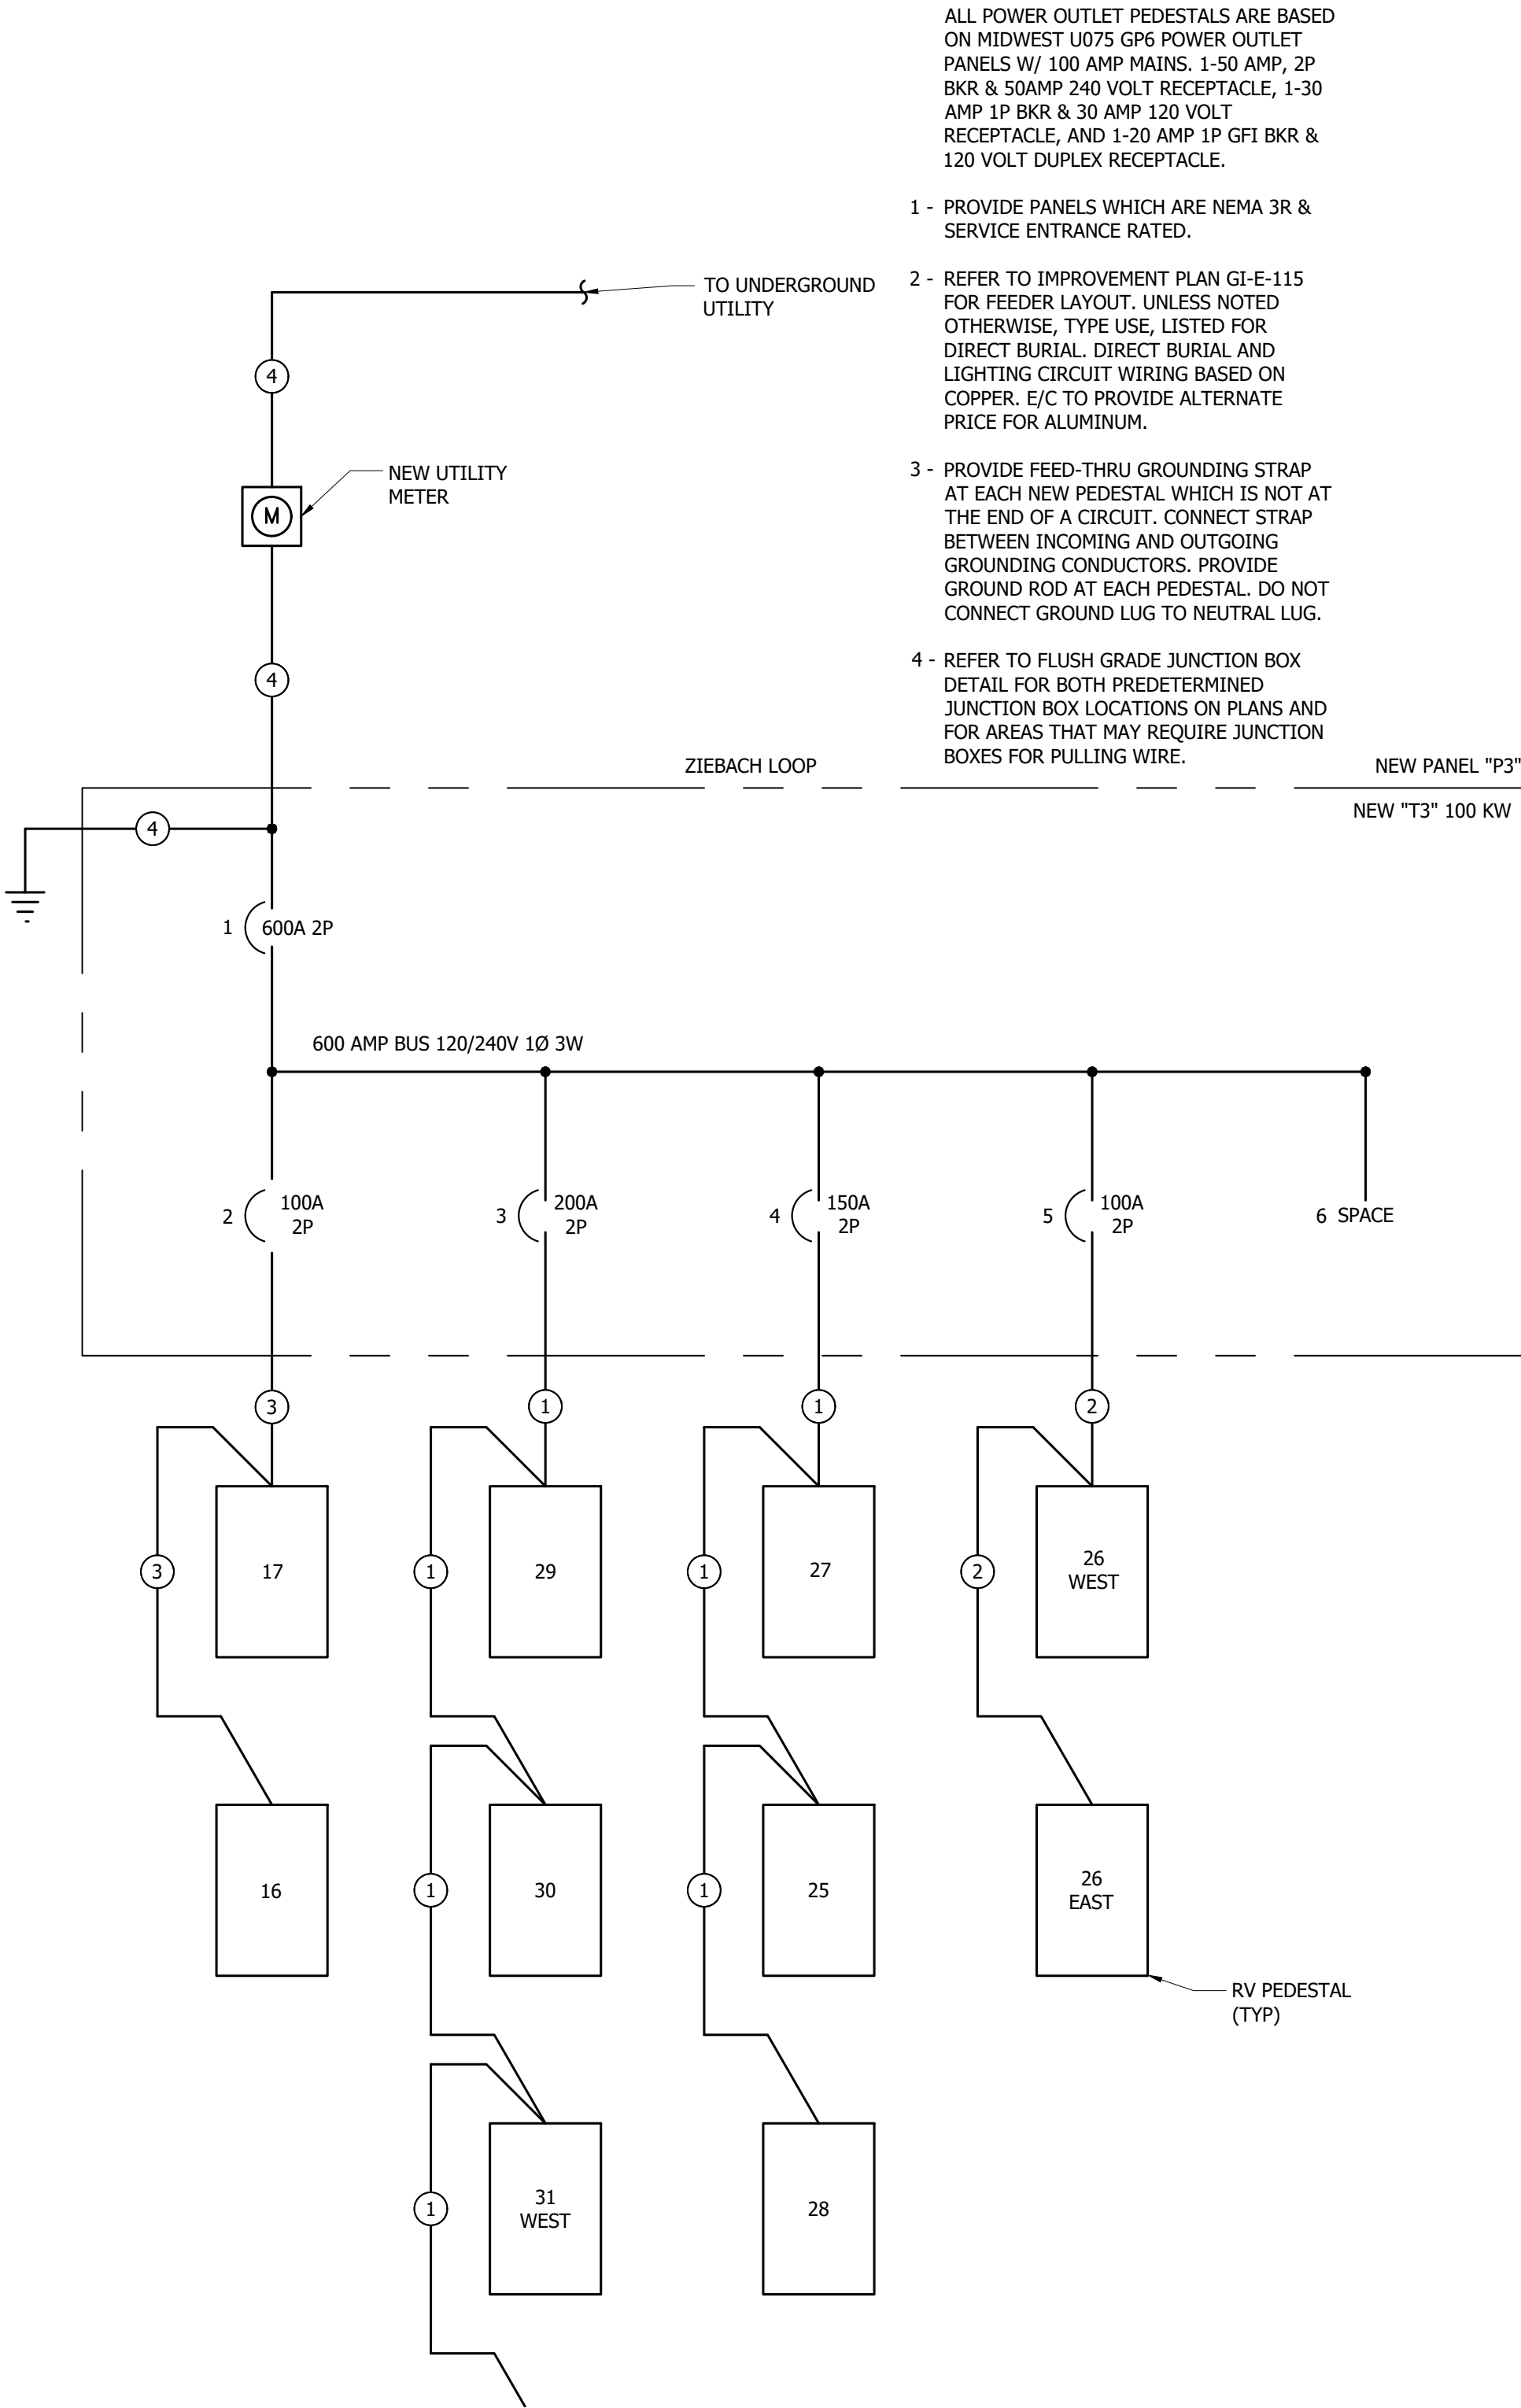 ALL POWER OUTLET PEDESTALS ARE BASED
ON MIDWEST U075 GP6 POWER OUTLET
PANELS W/ 100 AMP MAINS. 1-50 AMP, 2P
BKR & 50AMP 240 VOLT RECEPTACLE, 1-30
AMP 1P BKR & 30 AMP 120 VOLT
RECEPTACLE, AND 1-20 AMP 1P GFI BKR &
120 VOLT DUPLEX RECEPTACLE.
1 - PROVIDE PANELS WHICH ARE NEMA 3R &
SERVICE ENTRANCE RATED.
2 - REFER TO IMPROVEMENT PLAN GI-E-115
FOR FEEDER LAYOUT. UNLESS NOTED
OTHERWISE, TYPE USE, LISTED FOR
DIRECT BURIAL. DIRECT BURIAL AND
LIGHTING CIRCUIT WIRING BASED ON
COPPER. E/C TO PROVIDE ALTERNATE
PRICE FOR ALUMINUM.
3 - PROVIDE FEED-THRU GROUNDING STRAP
AT EACH NEW PEDESTAL WHICH IS NOT AT
THE END OF A CIRCUIT. CONNECT STRAP
BETWEEN INCOMING AND OUTGOING
GROUNDING CONDUCTORS. PROVIDE
GROUND ROD AT EACH PEDESTAL. DO NOT
CONNECT GROUND LUG TO NEUTRAL LUG.
4 - REFER TO FLUSH GRADE JUNCTION BOX
DETAIL FOR BOTH PREDETERMINED
JUNCTION BOX LOCATIONS ON PLANS AND
FOR AREAS THAT MAY REQUIRE JUNCTION
BOXES FOR PULLING WIRE.
TO UNDERGROUND
UTILITY
4
NEW UTILITY
METER
M
4
ZIEBACH LOOP
NEW PANEL "P3"
NEW "T3" 100 KW
4
1 600A 2P
600 AMP BUS 120/240V 1Ø 3W
2 100A
2P
3 200A
2P
4 150A
2P
5 100A
2P
6 SPACE
3
1
1
2
3
17
1
29
1
27
2
26
WEST
16
1
30
1
25
26
EAST
RV PEDESTAL
(TYP)
1
31
WEST
28